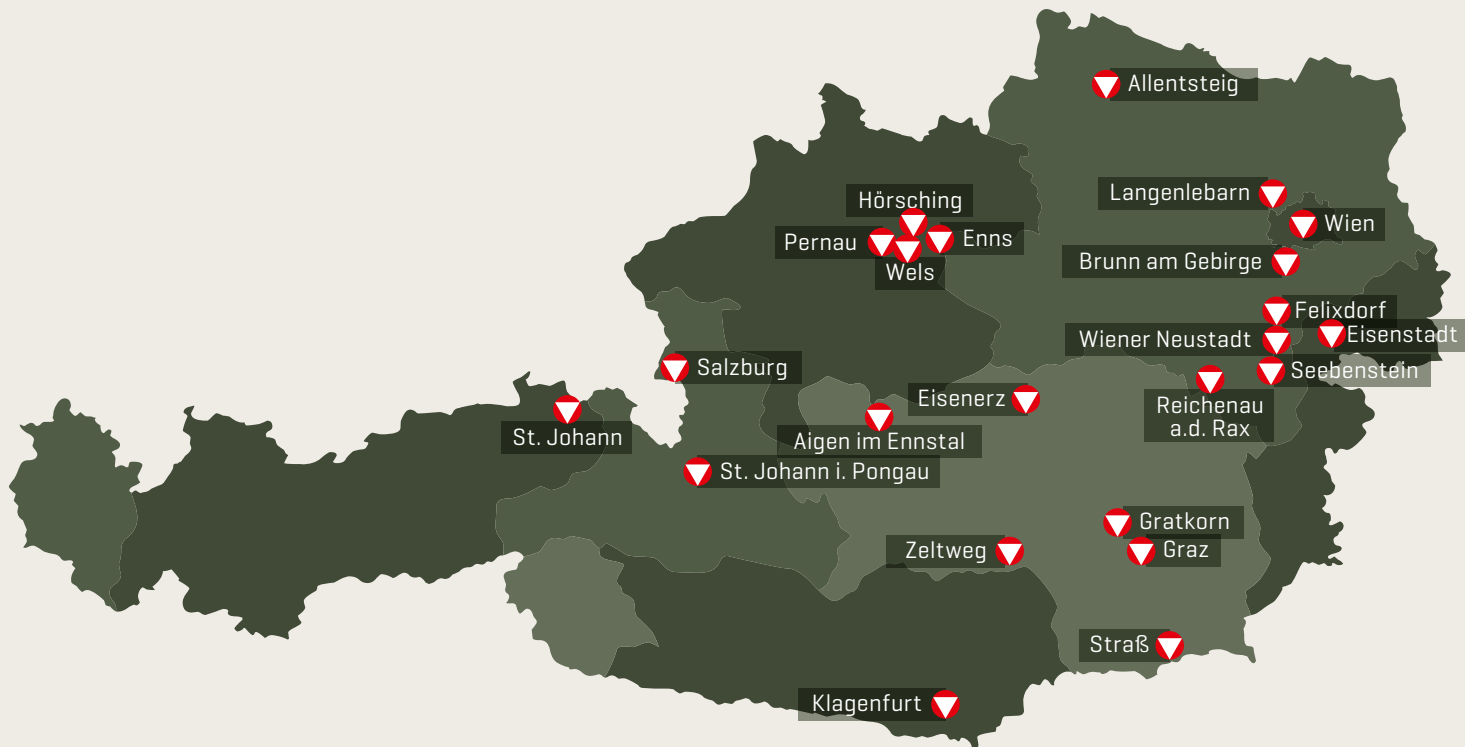 Allentsteig
Langenlebarn
Hörsching
Wien
Pernau
Enns
Brunn am Gebirge
Wels
Felixdorf
Eisenstadt
Wiener Neustadt
Salzburg
Seebenstein
Eisenerz
Reichenau
a.d. Rax
St. Johann
Aigen im Ennstal
St. Johann i. Pongau
Gratkorn
Zeltweg
Graz
Straß
Klagenfurt